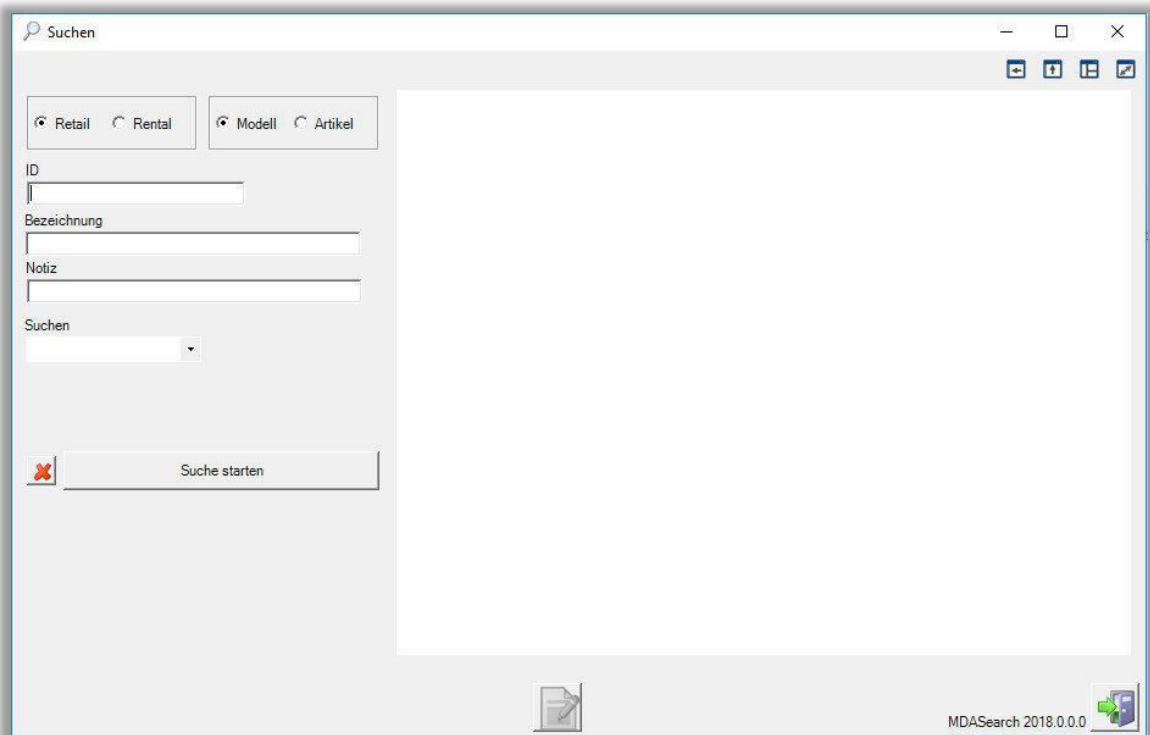 Suchen
Retail Rental Modell Artikel
ID
Bezeichnung
Notiz
Suchen
Suche starten
MDASearch 2018.0.0.0